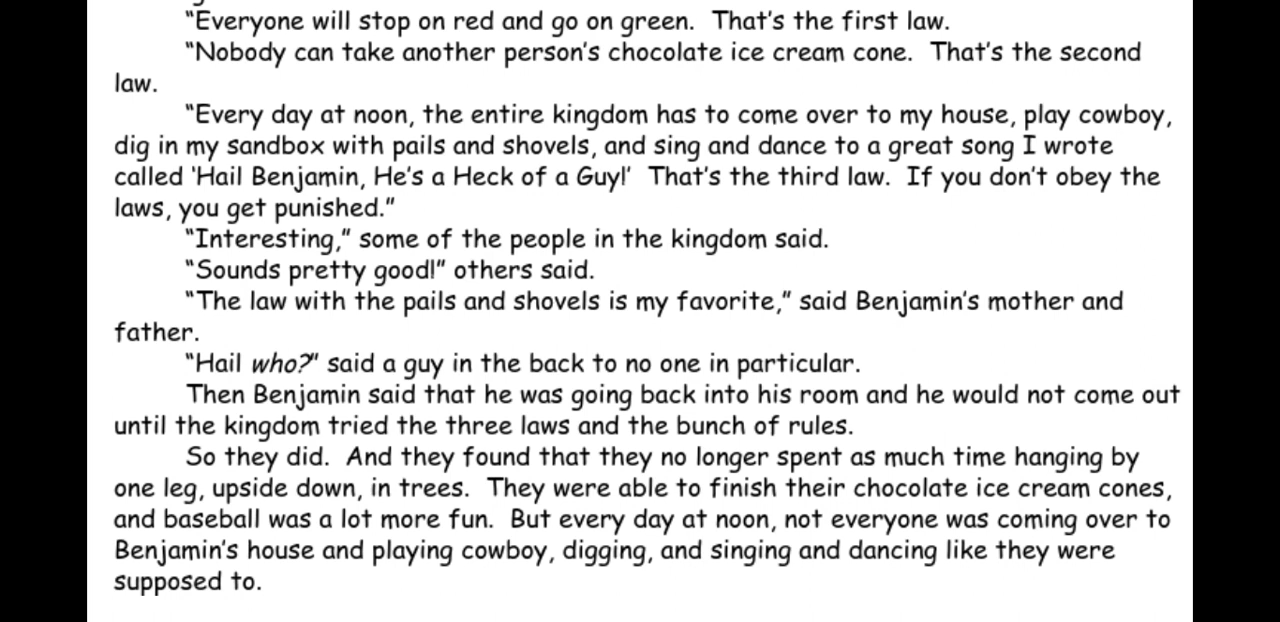 "Everyone will stop on red and go on green.  That's the first law.
"Nobody can take another person's chocolate ice cream cone.  That's the second
law.
"Every day at noon, the entire kingdom has to come over to my house, play cowboy,
dig in my sandbox with pails and shovels, and sing and dance to a great song I wrote
called 'Hail Benjamin, He's a Heck of a Guy!'  That's the third law.  If you don't obey the
laws, you get punished."
"Interesting," some of the people in the kingdom said.
"Sounds pretty good!" others said.
"The law with the pails and shovels is my favorite," said Benjamin's mother and
father.
"Hail who?" said a guy in the back to no one in particular.
Then Benjamin said that he was going back into his room and he would not come out
until the kingdom tried the three laws and the bunch of rules.
So they did.  And they found that they no longer spent as much time hanging by
one leg, upside down, in trees.  They were able to finish their chocolate ice cream cones,
and baseball was a lot more fun.  But every day at noon, not everyone was coming over to
Benjamin's house and playing cowboy, digging, and singing and dancing like they were
supposed to.